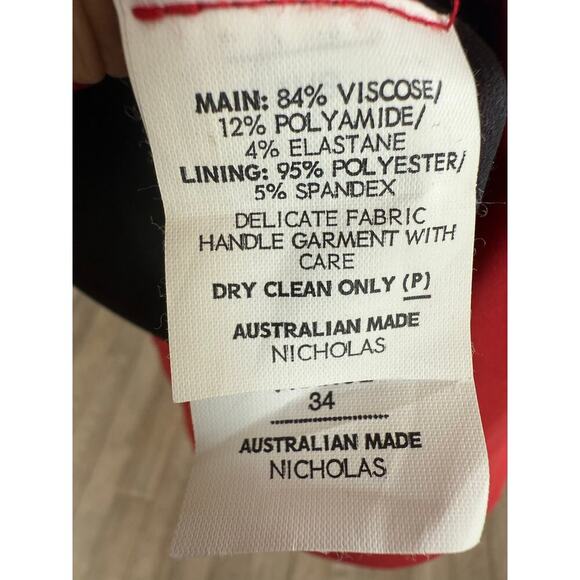 MAIN: 84% VISCOSE/
12% POLYAMIDE/
4% ELASTANE
LINING: 95% POLYESTER/
5% SPANDEX
DELICATE FABRIC
HANDLE GARMENT WITH
CARE
DRY CLEAN ONLY (P)
AUSTRALIAN MADE
NICHOLAS
34
AUSTRALIAN MADE
NICHOLAS